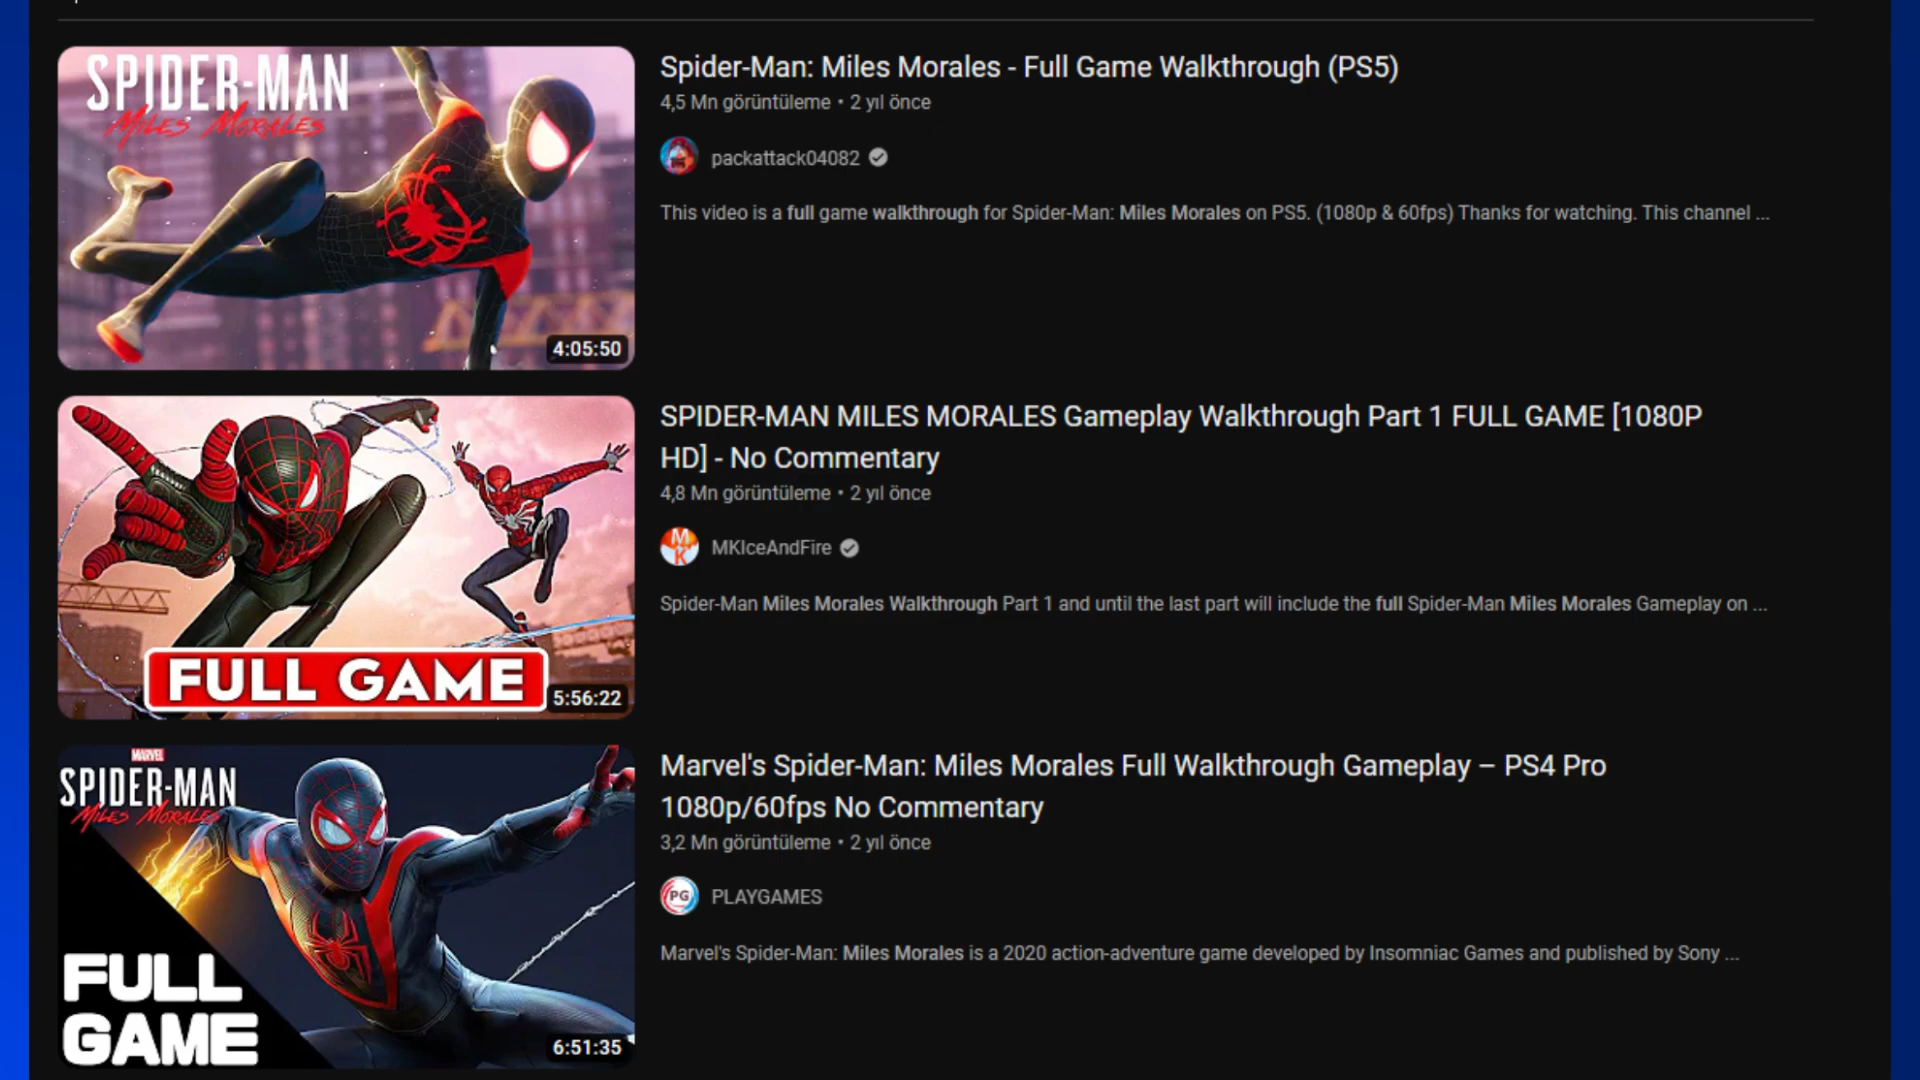 SPIDER-MAN
MILES MORALES
4:05:50
Spider-Man: Miles Morales - Full Game Walkthrough (PS5)
4,5 Mn görüntüleme • 2 yıl önce
packattack04082
This video is a full game walkthrough for Spider-Man: Miles Morales on PS5. (1080p & 60fps) Thanks for watching. This channel ...
FULL GAME
5:56:22
SPIDER-MAN MILES MORALES Gameplay Walkthrough Part 1 FULL GAME [1080P
HD] - No Commentary
4,8 Mn görüntüleme • 2 yıl önce
MK
MKIceAndFire
Spider-Man Miles Morales Walkthrough Part 1 and until the last part will include the full Spider-Man Miles Morales Gameplay on ...
MARVEL
SPIDER-MAN
MILES MORALES
FULL
GAME
6:51:35
Marvel's Spider-Man: Miles Morales Full Walkthrough Gameplay – PS4 Pro
1080p/60fps No Commentary
3,2 Mn görüntüleme • 2 yıl önce
PG
PLAYGAMES
Marvel's Spider-Man: Miles Morales is a 2020 action-adventure game developed by Insomniac Games and published by Sony ...